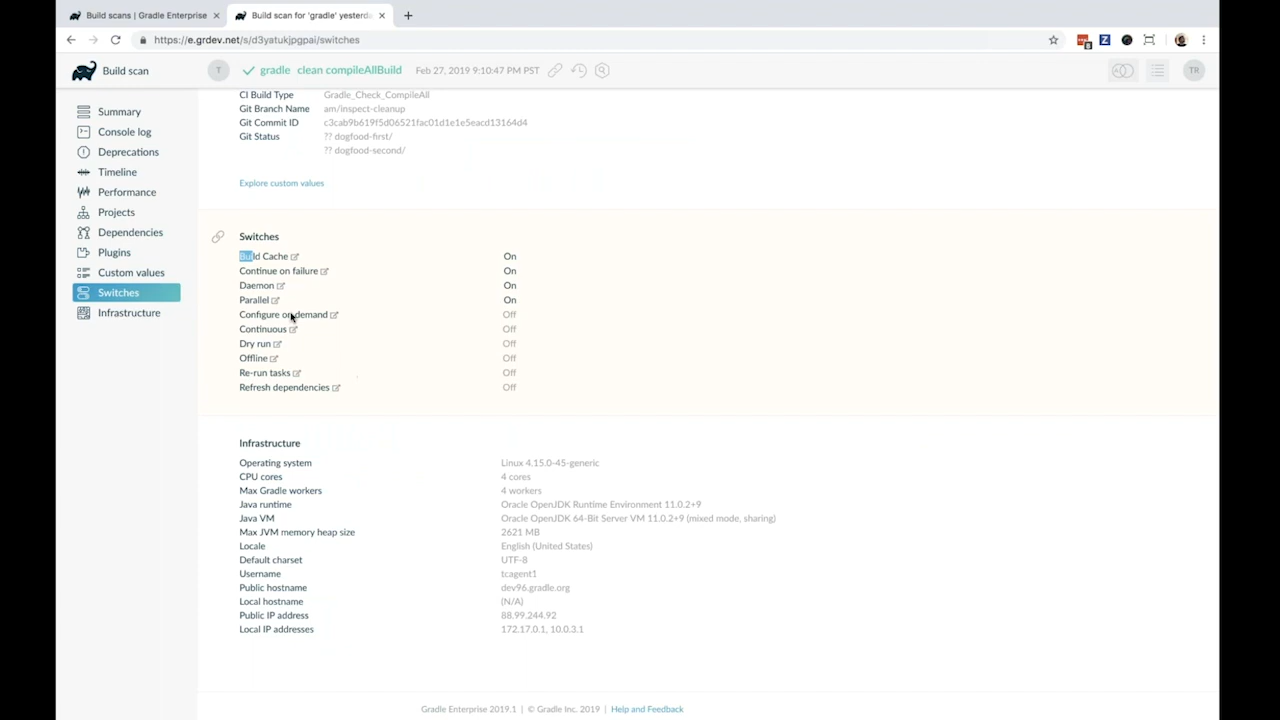 Build scans | Gradle Enterprise
Build scan for 'gradle' yesterda
https://e.grdev.net/s/d3yatukjpgpai/switches
Build scan
T
gradle clean compileAllBuild Feb 27, 2019 9:10:47 PM PST
TR
Summary
Console log
Deprecations
Timeline
Performance
Projects
Dependencies
Plugins
Custom values
Switches
Infrastructure
CI Build Type Gradle_Check_CompileAll
Git Branch Name am/inspect-cleanup
Git Commit ID c3cab9b619f5d06521fac01d1e1e5eacd13164d4
Git Status ?? dogfood-first/
?? dogfood-second/
Explore custom values
Switches
Build Cache On
Continue on failure On
Daemon On
Parallel On
Configure on demand Off
Continuous Off
Dry run Off
Offline Off
Re-run tasks Off
Refresh dependencies Off
Infrastructure
Operating system Linux 4.15.0-45-generic
CPU cores 4 cores
Max Gradle workers 4 workers
Java runtime Oracle OpenJDK Runtime Environment 11.0.2+9
Java VM Oracle OpenJDK 64-Bit Server VM 11.0.2+9 (mixed mode, sharing)
Max JVM memory heap size 2621 MB
Locale English (United States)
Default charset UTF-8
Username tcagent1
Public hostname dev96.gradle.org
Local hostname (N/A)
Public IP address 88.99.244.92
Local IP addresses 172.17.0.1, 10.0.3.1
Gradle Enterprise 2019.1 | © Gradle Inc. 2019 | Help and Feedback